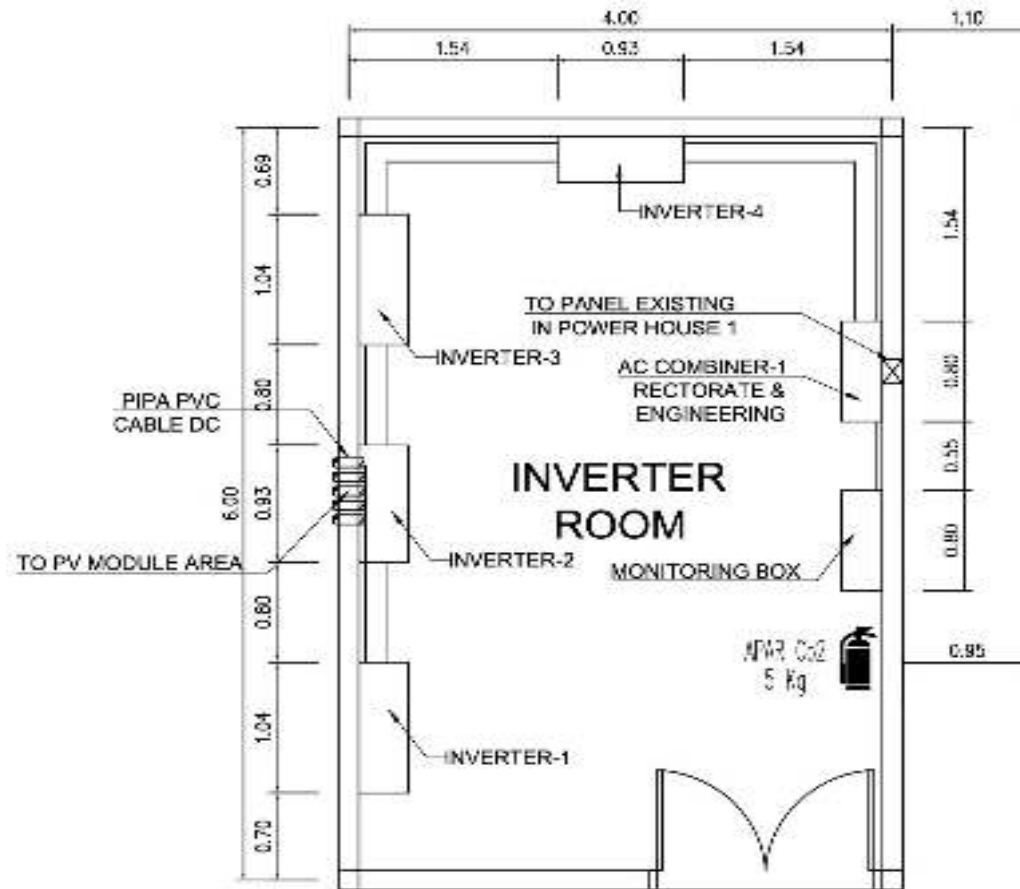 4.00
1.10
1.54
0.93
1.54
0.69
INVERTER-4
1.54
1.04
TO PANEL EXISTING
IN POWER HOUSE 1
INVERTER-3
AC COMBINER-1
RECTORATE &
ENGINEERING
0.80
0.80
PIPA PVC
CABLE DC
0.55
INVERTER
ROOM
6.00
0.93
TO PV MODULE AREA
INVERTER-2
MONITORING BOX
0.80
0.80
APAR Co2
5 Kg
0.95
1.04
INVERTER-1
0.70